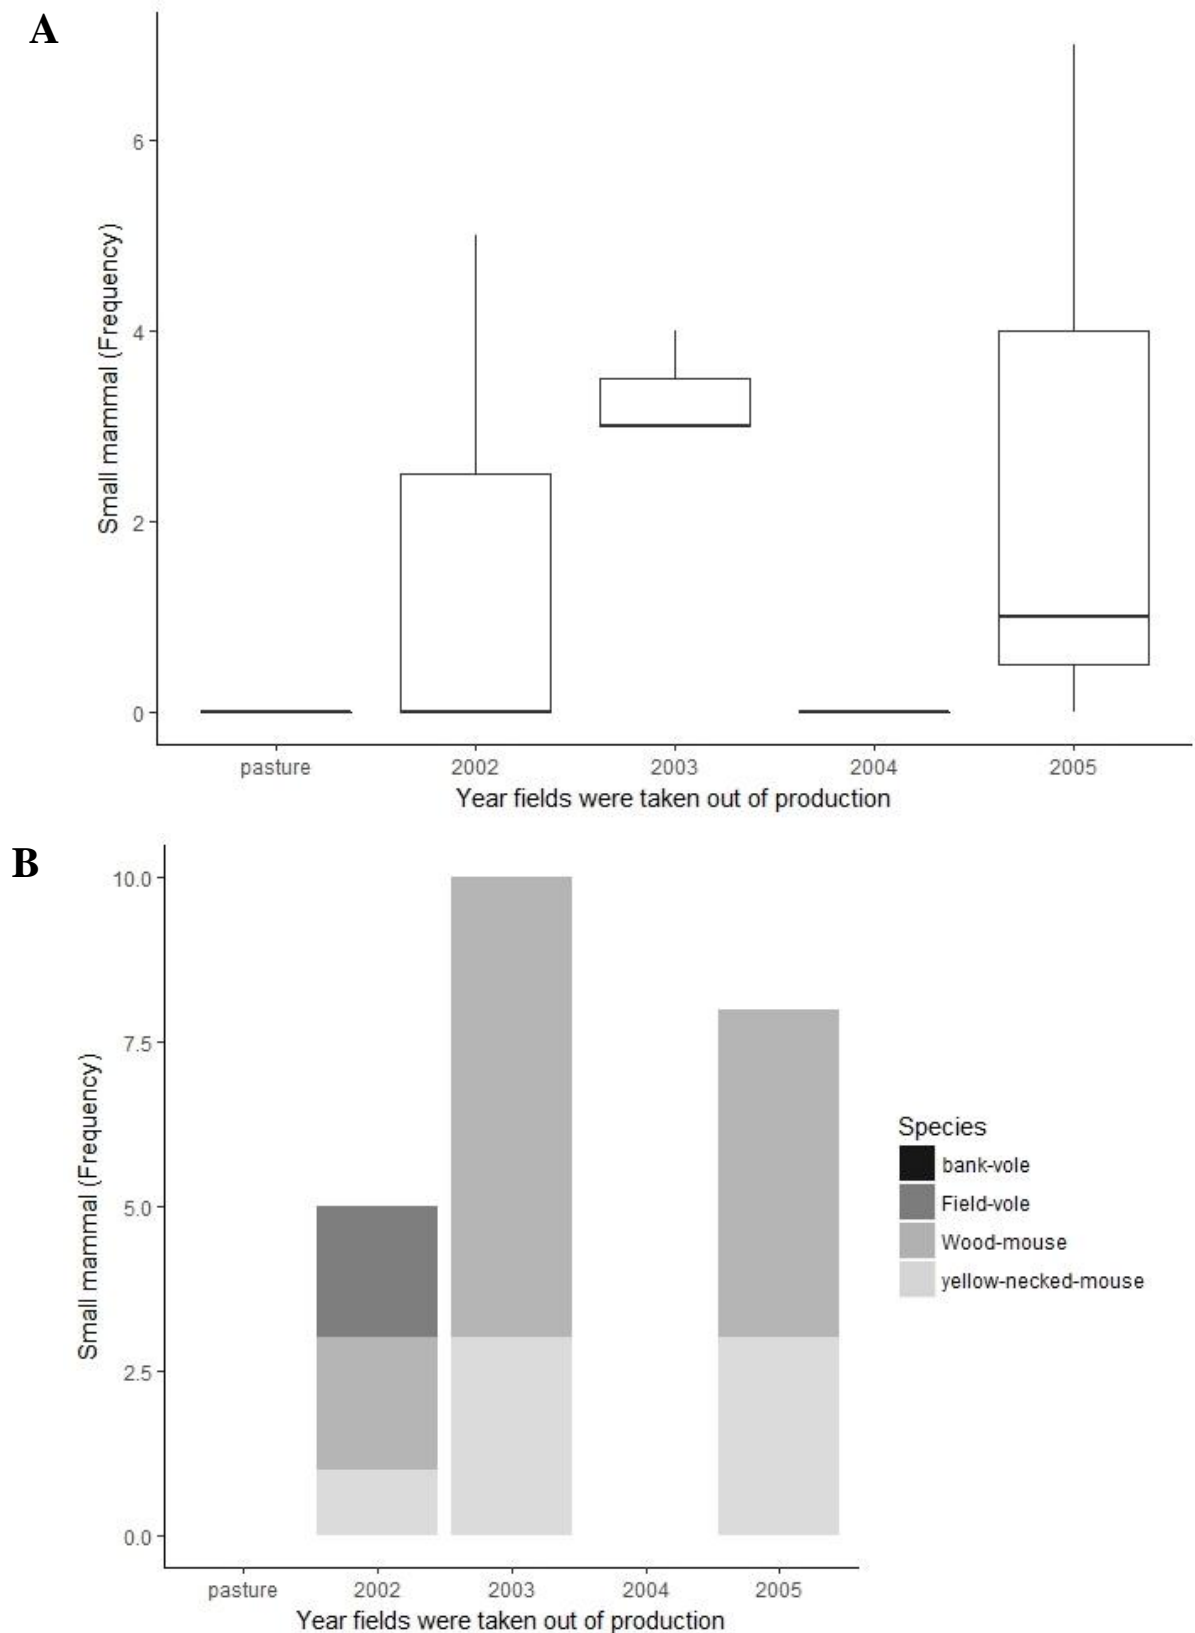 A
Small mammal (Frequency)
6
4
2
0
pasture 2002 2003 2004 2005
Year fields were taken out of production
B
Small mammal (Frequency)
10.0
7.5
5.0
2.5
0.0
pasture 2002 2003 2004 2005
Year fields were taken out of production
Species
bank-vole
Field-vole
Wood-mouse
yellow-necked-mouse